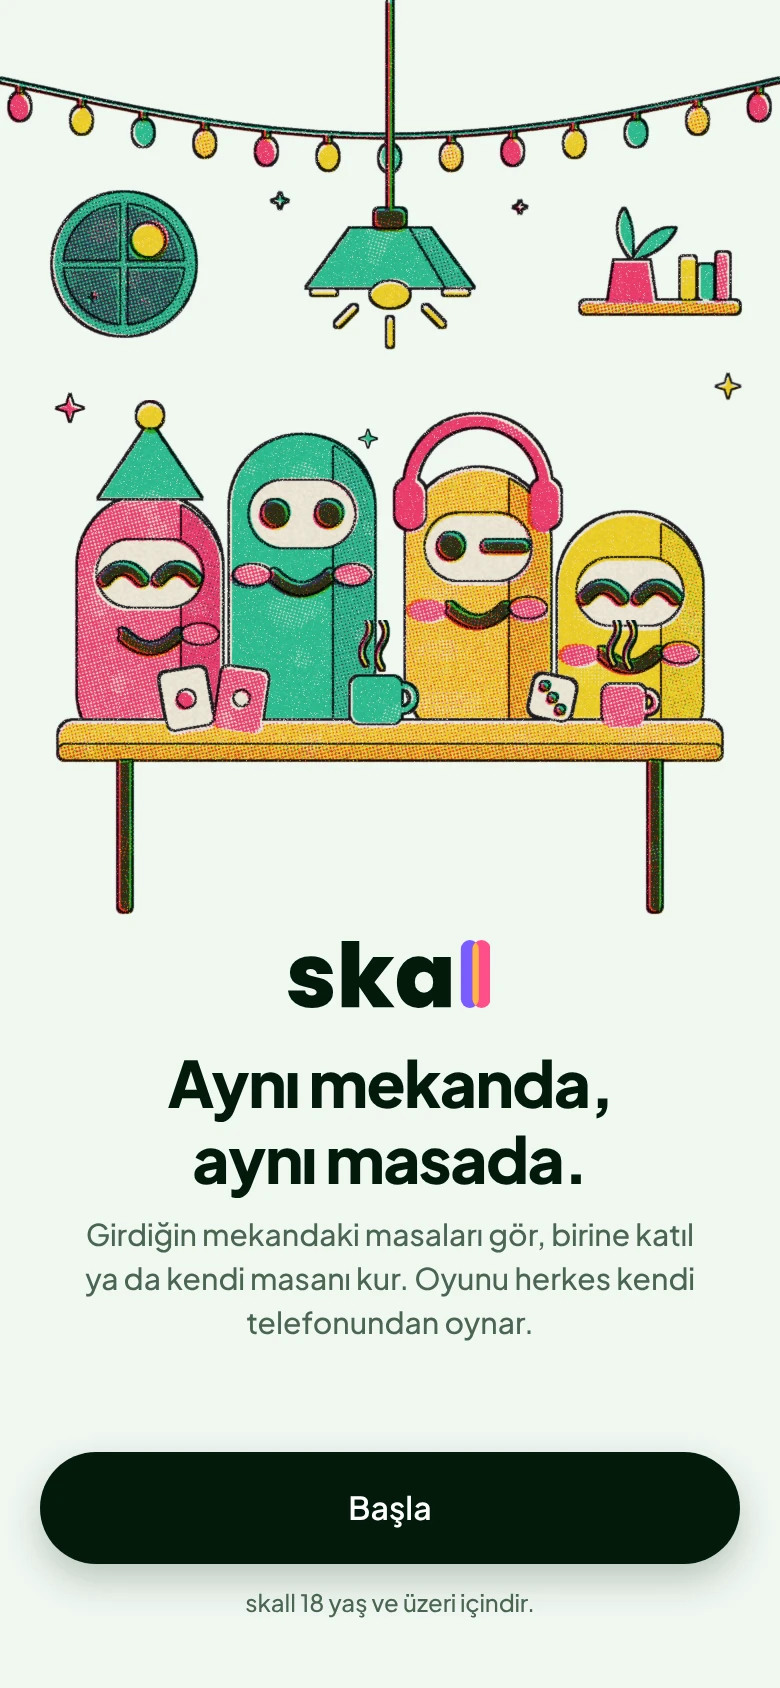 skall
Aynı mekanda,
aynı masada.
Girdiğin mekandaki masaları gör, birine katıl
ya da kendi masanı kur. Oyunu herkes kendi
telefonundan oynar.
Başla
skall 18 yaş ve üzeri içindir.